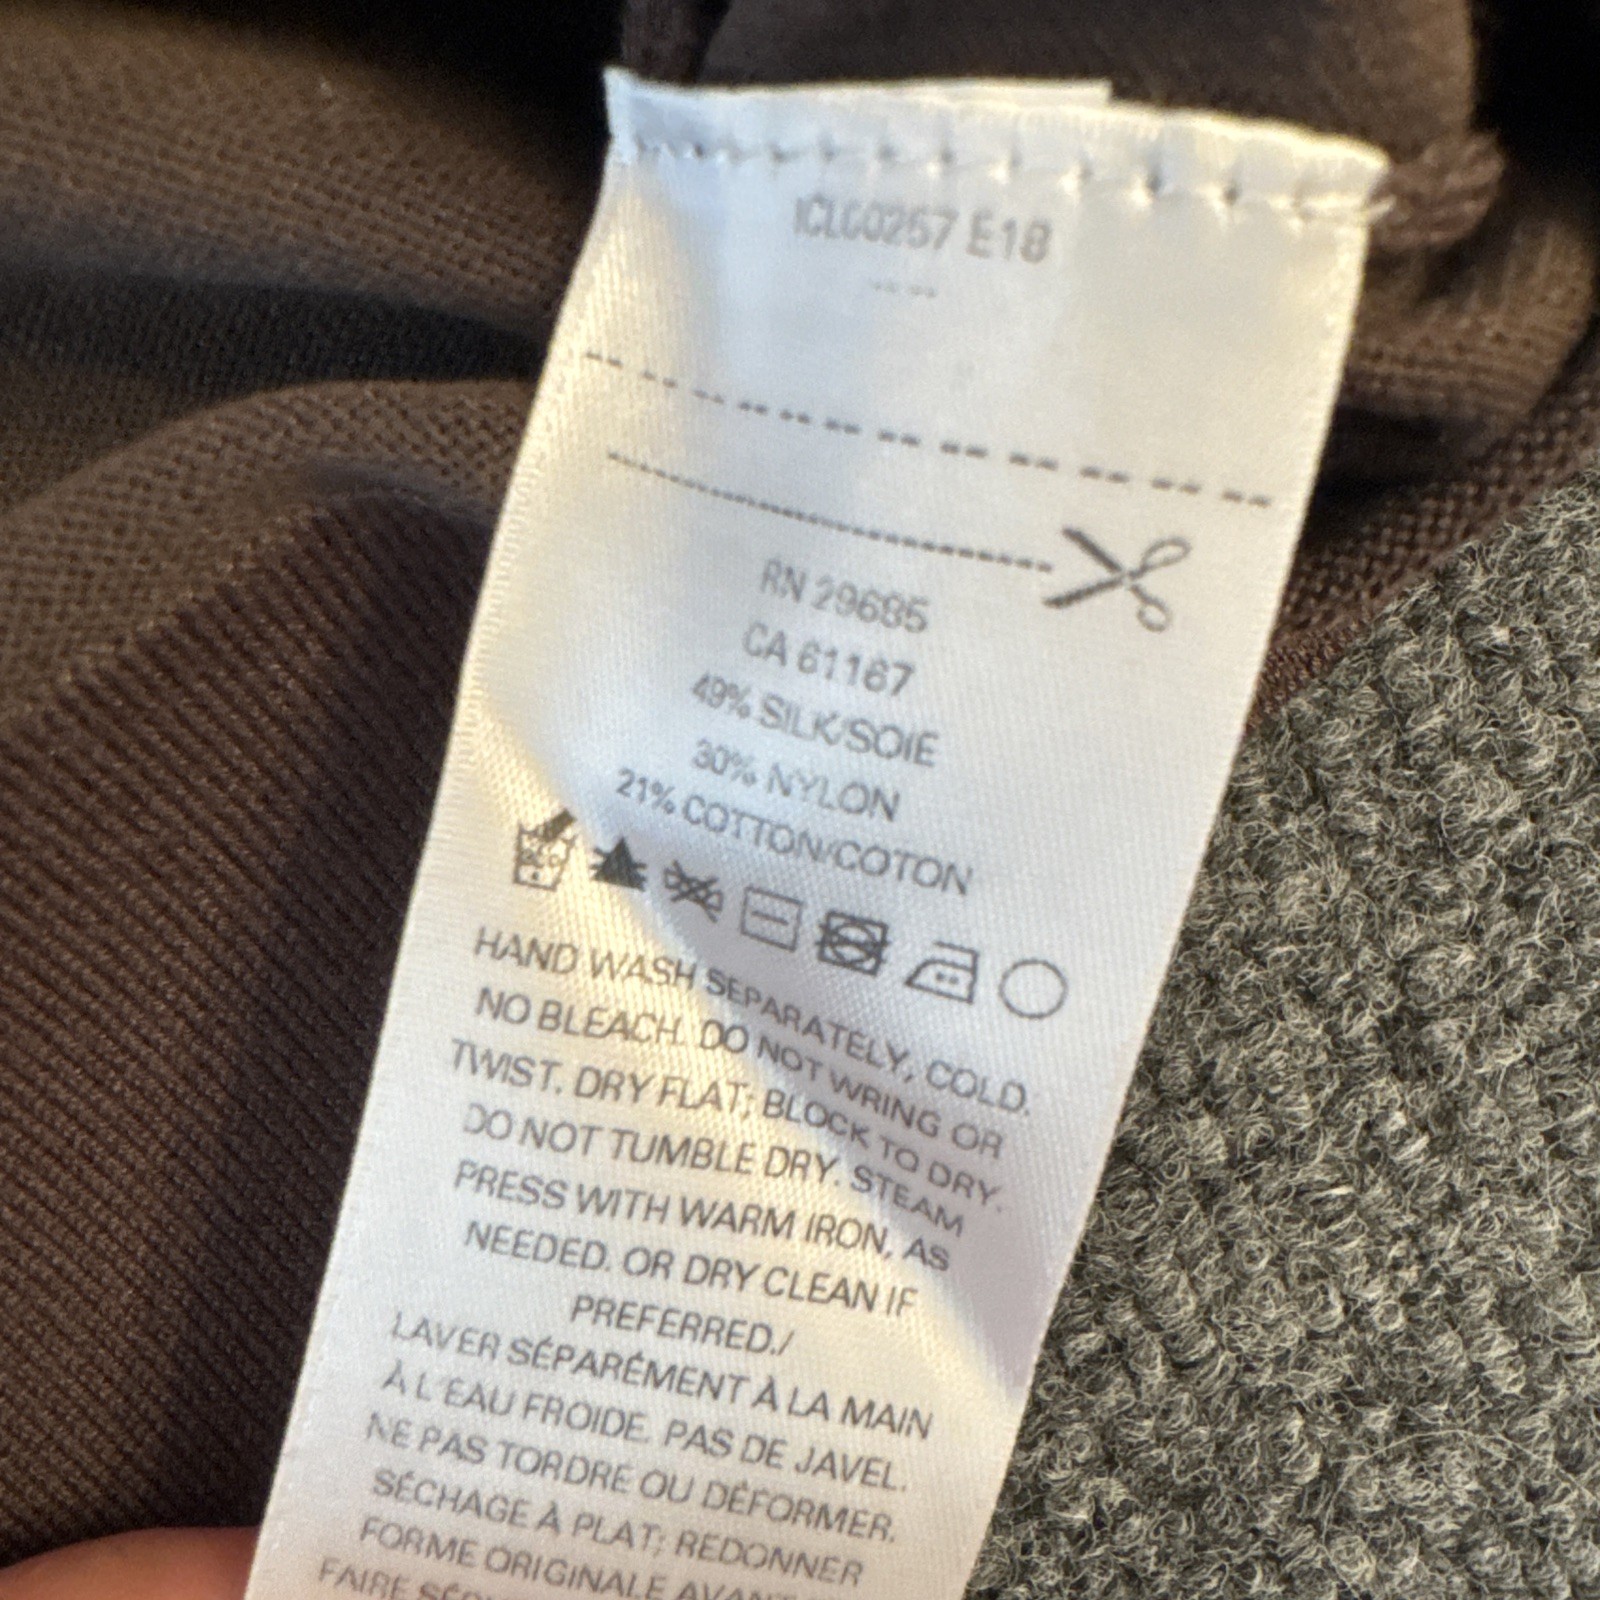 RN 29685
CA 61167
49% SILK/SOIE
30% NYLON
21% COTTON/COTON
HAND WASH SEPARATELY, COLD.
NO BLEACH. DO NOT WRING OR
TWIST. DRY FLAT; BLOCK TO DRY.
DO NOT TUMBLE DRY. STEAM
PRESS WITH WARM IRON, AS
NEEDED. OR DRY CLEAN IF
PREFERRED./
LAVER SÉPARÉMENT À LA MAIN
À L'EAU FROIDE. PAS DE JAVEL.
NE PAS TORDRE OU DÉFORMER.
SÉCHAGE À PLAT; REDONNER
FORME ORIGINALE AVANT
FAIRE